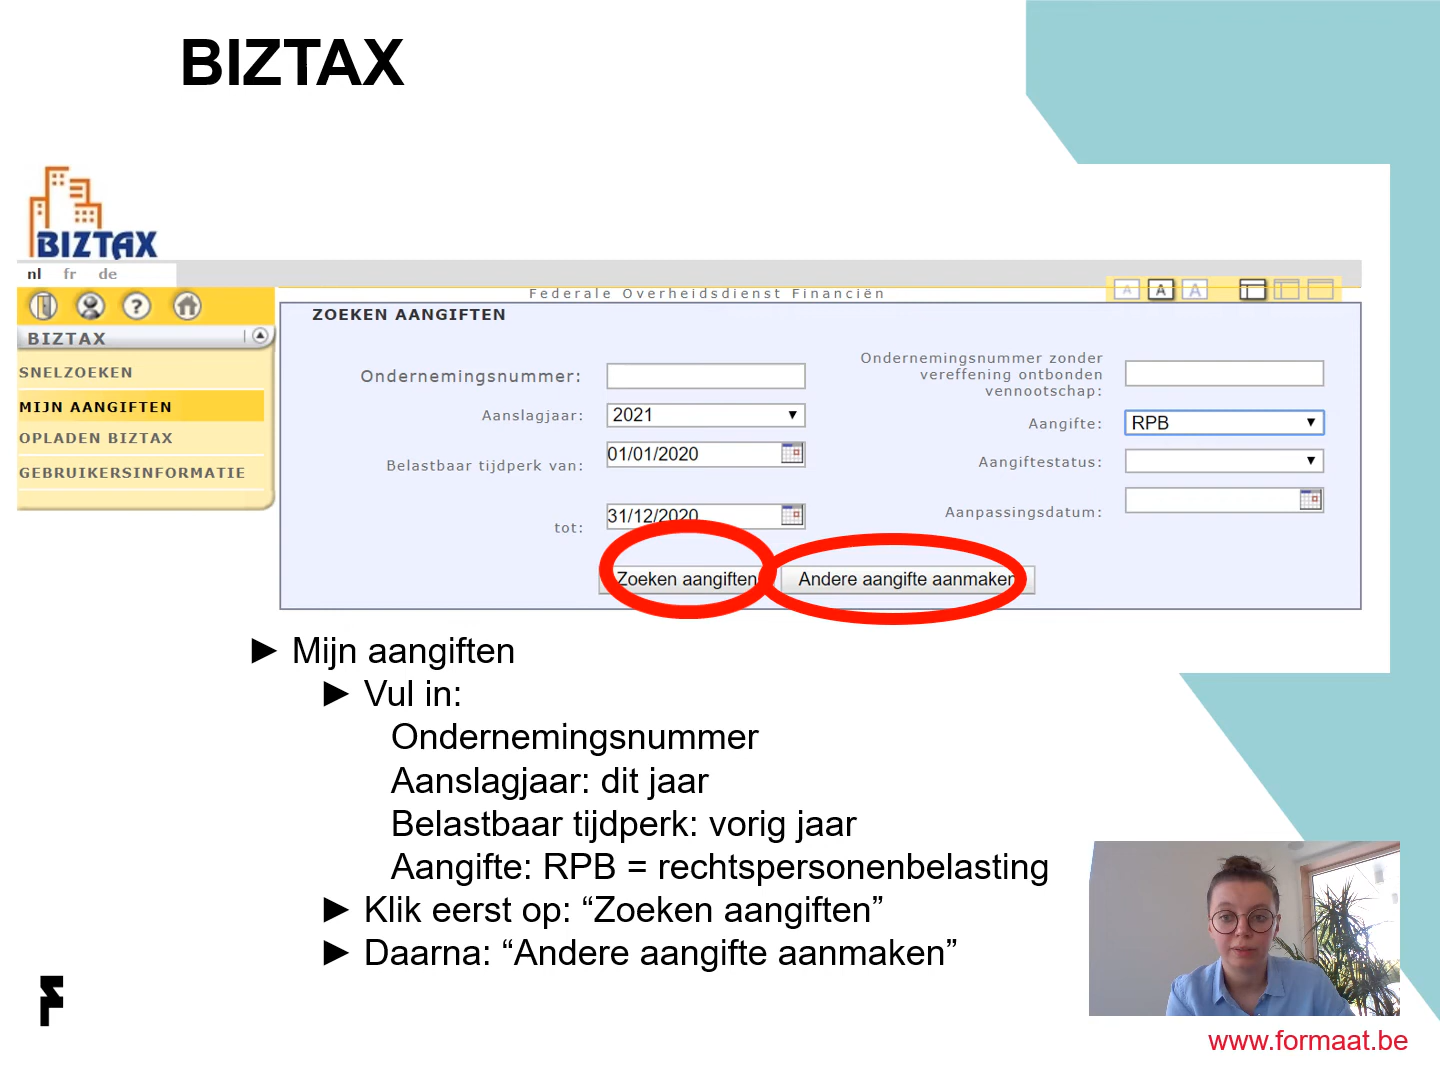 BIZTAX
BIZTAX
nl fr de
Federale Overheidsdienst Financiën
A A A
?
BIZTAX
SNELZOEKEN
MIJN AANGIFTEN
OPLADEN BIZTAX
GEBRUIKERSINFORMATIE
ZOEKEN AANGIFTEN
Ondernemingsnummer:
Aanslagjaar: 2021
Belastbaar tijdperk van: 01/01/2020
tot: 31/12/2020
Ondernemingsnummer zonder
vereffening ontbonden
vennootschap:
Aangifte: RPB
Aangiftestatus:
Aanpassingsdatum:
Zoeken aangiften Andere aangifte aanmaken
► Mijn aangiften
► Vul in:
Ondernemingsnummer
Aanslagjaar: dit jaar
Belastbaar tijdperk: vorig jaar
Aangifte: RPB = rechtspersonenbelasting
► Klik eerst op: “Zoeken aangiften”
► Daarna: “Andere aangifte aanmaken”
www.formaat.be